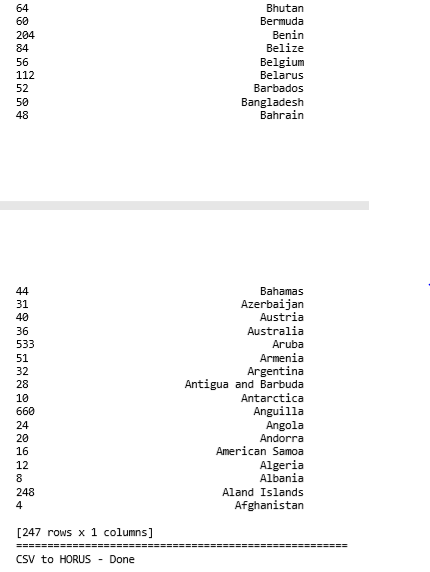 64 Bhutan
60 Bermuda
204 Benin
84 Belize
56 Belgium
112 Belarus
52 Barbados
50 Bangladesh
48 Bahrain
44 Bahamas
31 Azerbaijan
40 Austria
36 Australia
533 Aruba
51 Armenia
32 Argentina
28 Antigua and Barbuda
10 Antarctica
660 Anguilla
24 Angola
20 Andorra
16 American Samoa
12 Algeria
8 Albania
248 Aland Islands
4 Afghanistan
[247 rows x 1 columns]
====================================================
CSV to HORUS - Done